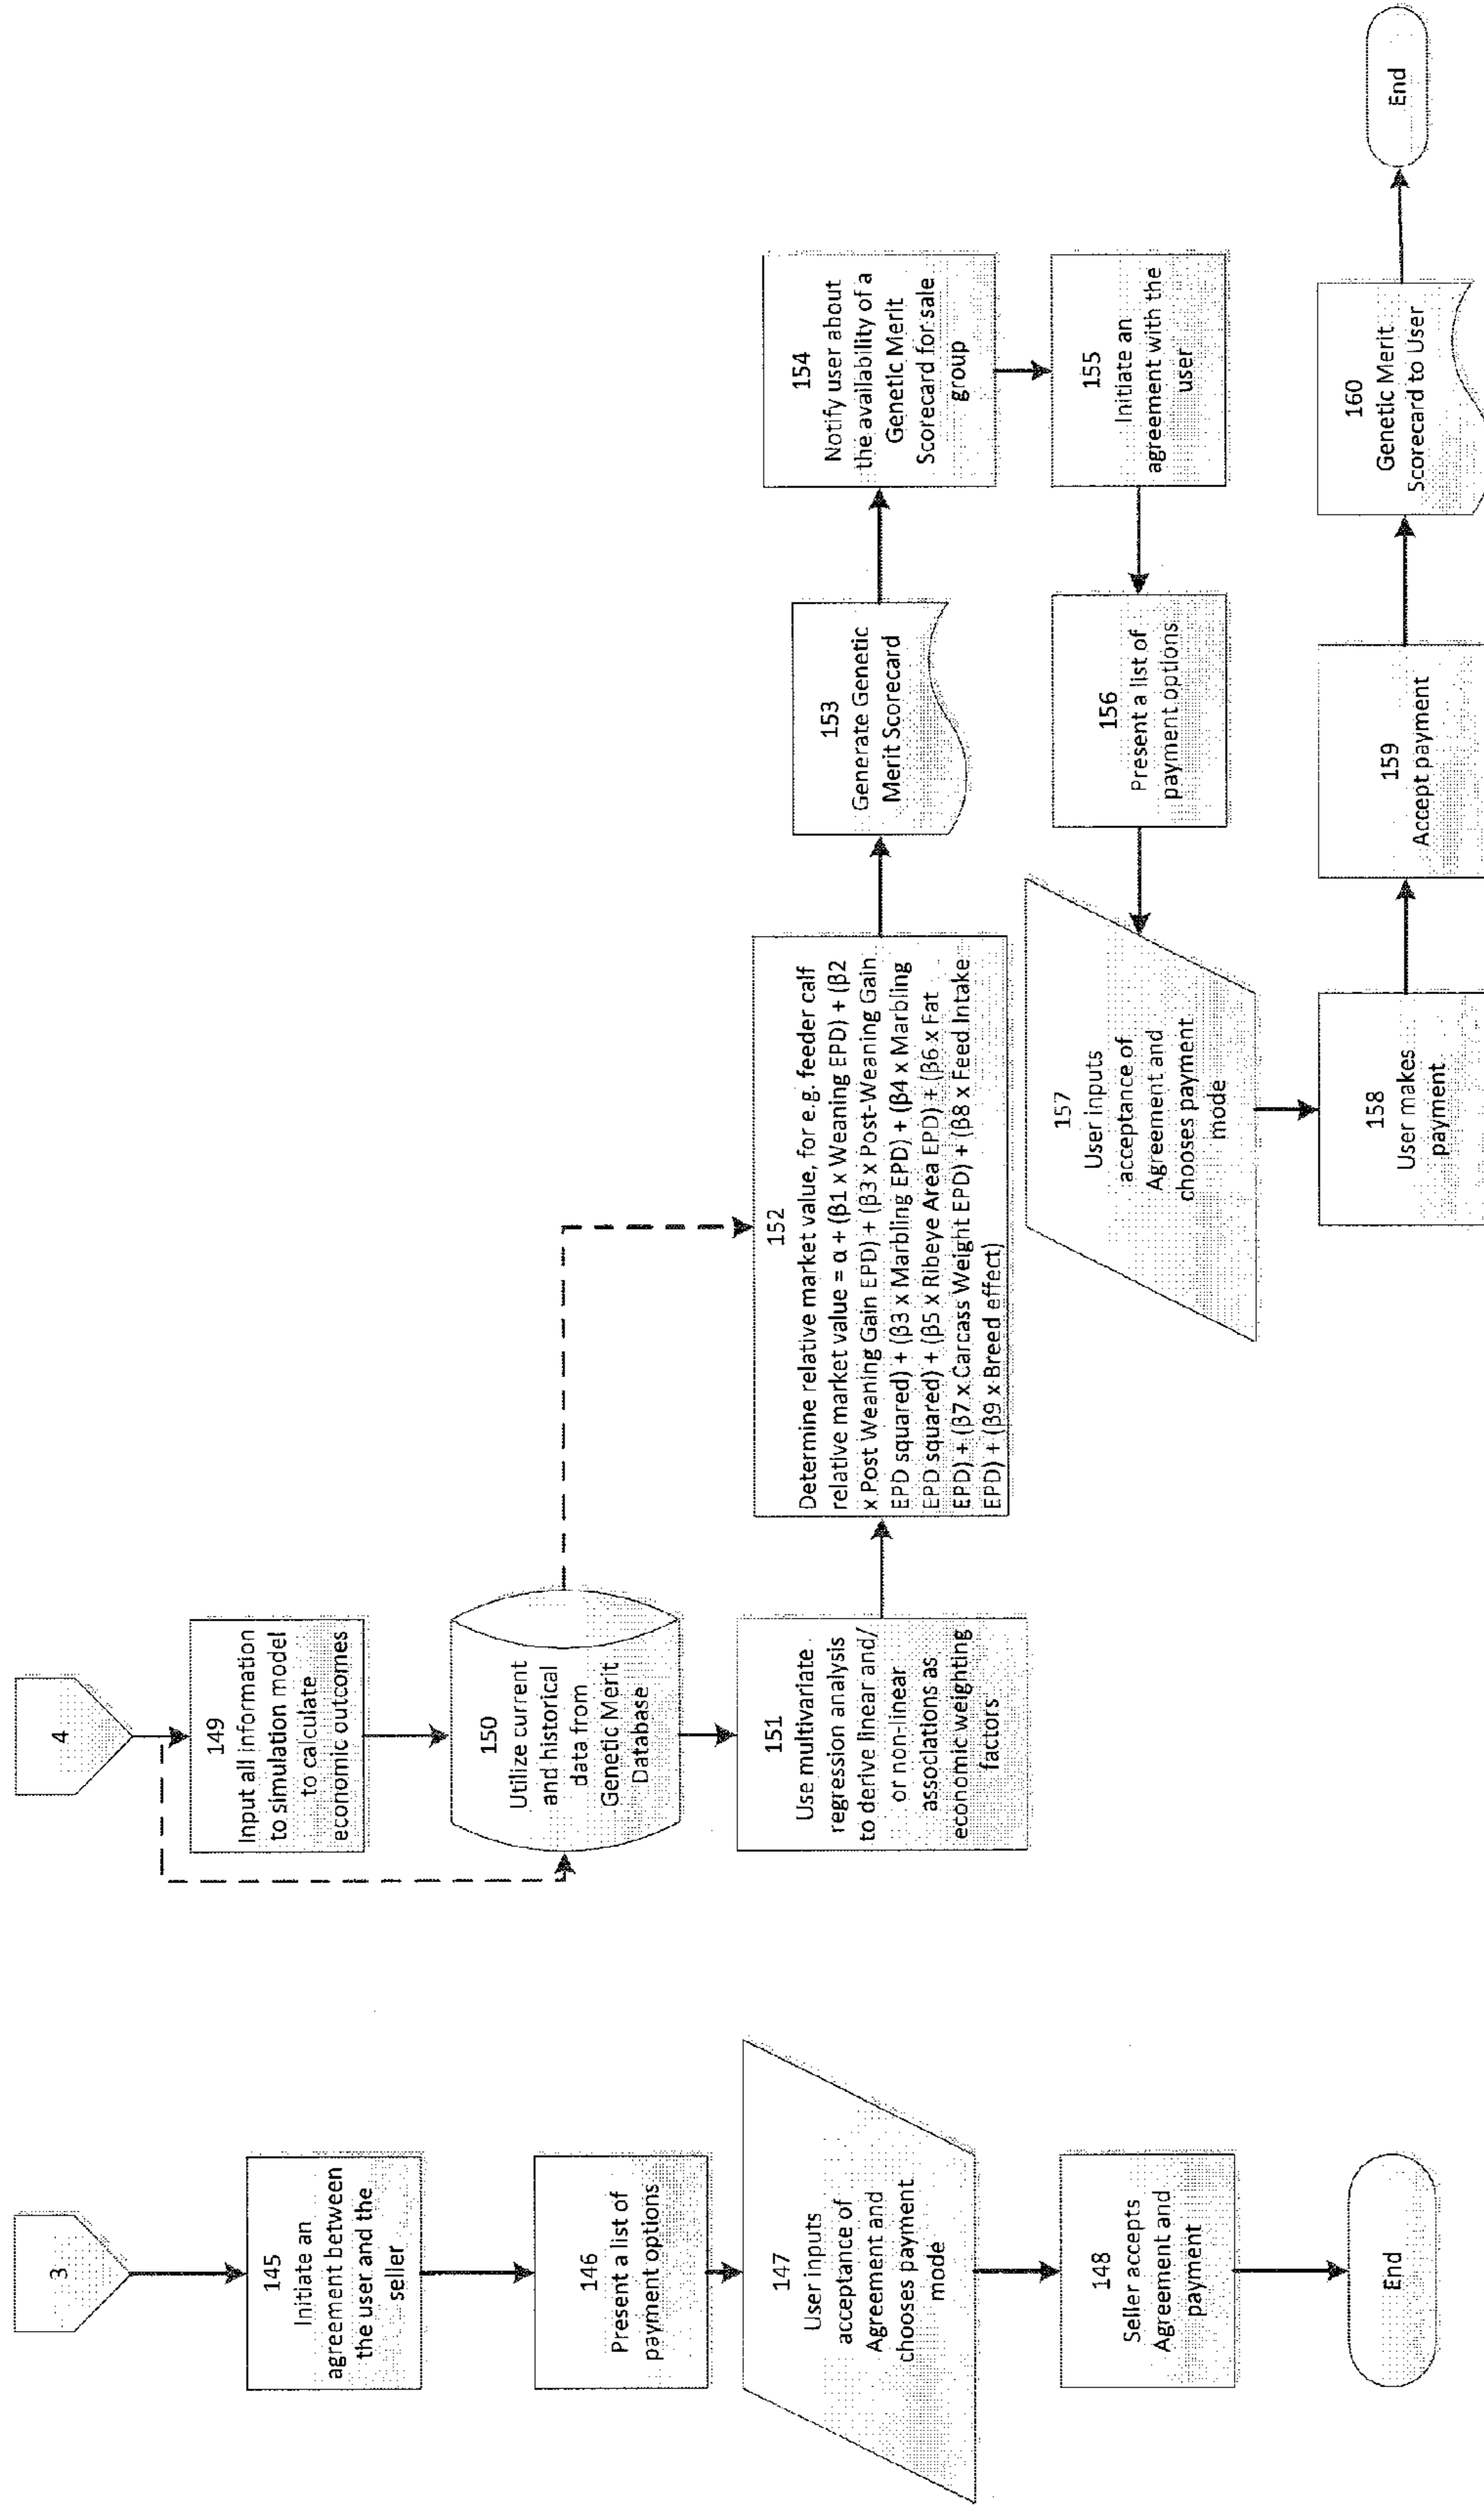 3
145
Initiate an
agreement between
the user and the
seller
146
Present a list of
payment options
147
User inputs
acceptance of
Agreement and
chooses payment
mode
148
Seller accepts
Agreement and
payment
End
4
149
Input all information
to simulation model
to calculate
economic outcomes
150
Utilize current
and historical
data from
Genetic Merit
Database
151
Use multivariate
regression analysis
to derive linear and/
or non-linear
associations as
economic weighting
factors
152
Determine relative market value, for e.g. feeder calf
relative market value = α + (β1 x Weaning EPD) + (β2
x Post Weaning Gain EPD) + (β3 x Post-Weaning Gain
EPD squared) + (β3 x Marbling EPD) + (β4 x Marbling
EPD squared) + (β5 x Ribeye Area EPD) + (β6 x Fat
EPD) + (β7 x Carcass Weight EPD) + (β8 x Feed Intake
EPD) + (β9 x Breed effect)
153
Generate Genetic
Merit Scorecard
154
Notify user about
the availability of a
Genetic Merit
Scorecard for sale
group
155
Initiate an
agreement with the
user
156
Present a list of
payment options
157
User inputs
acceptance of
Agreement and
chooses payment
mode
158
User makes
payment
159
Accept payment
160
Genetic Merit
Scorecard to User
End